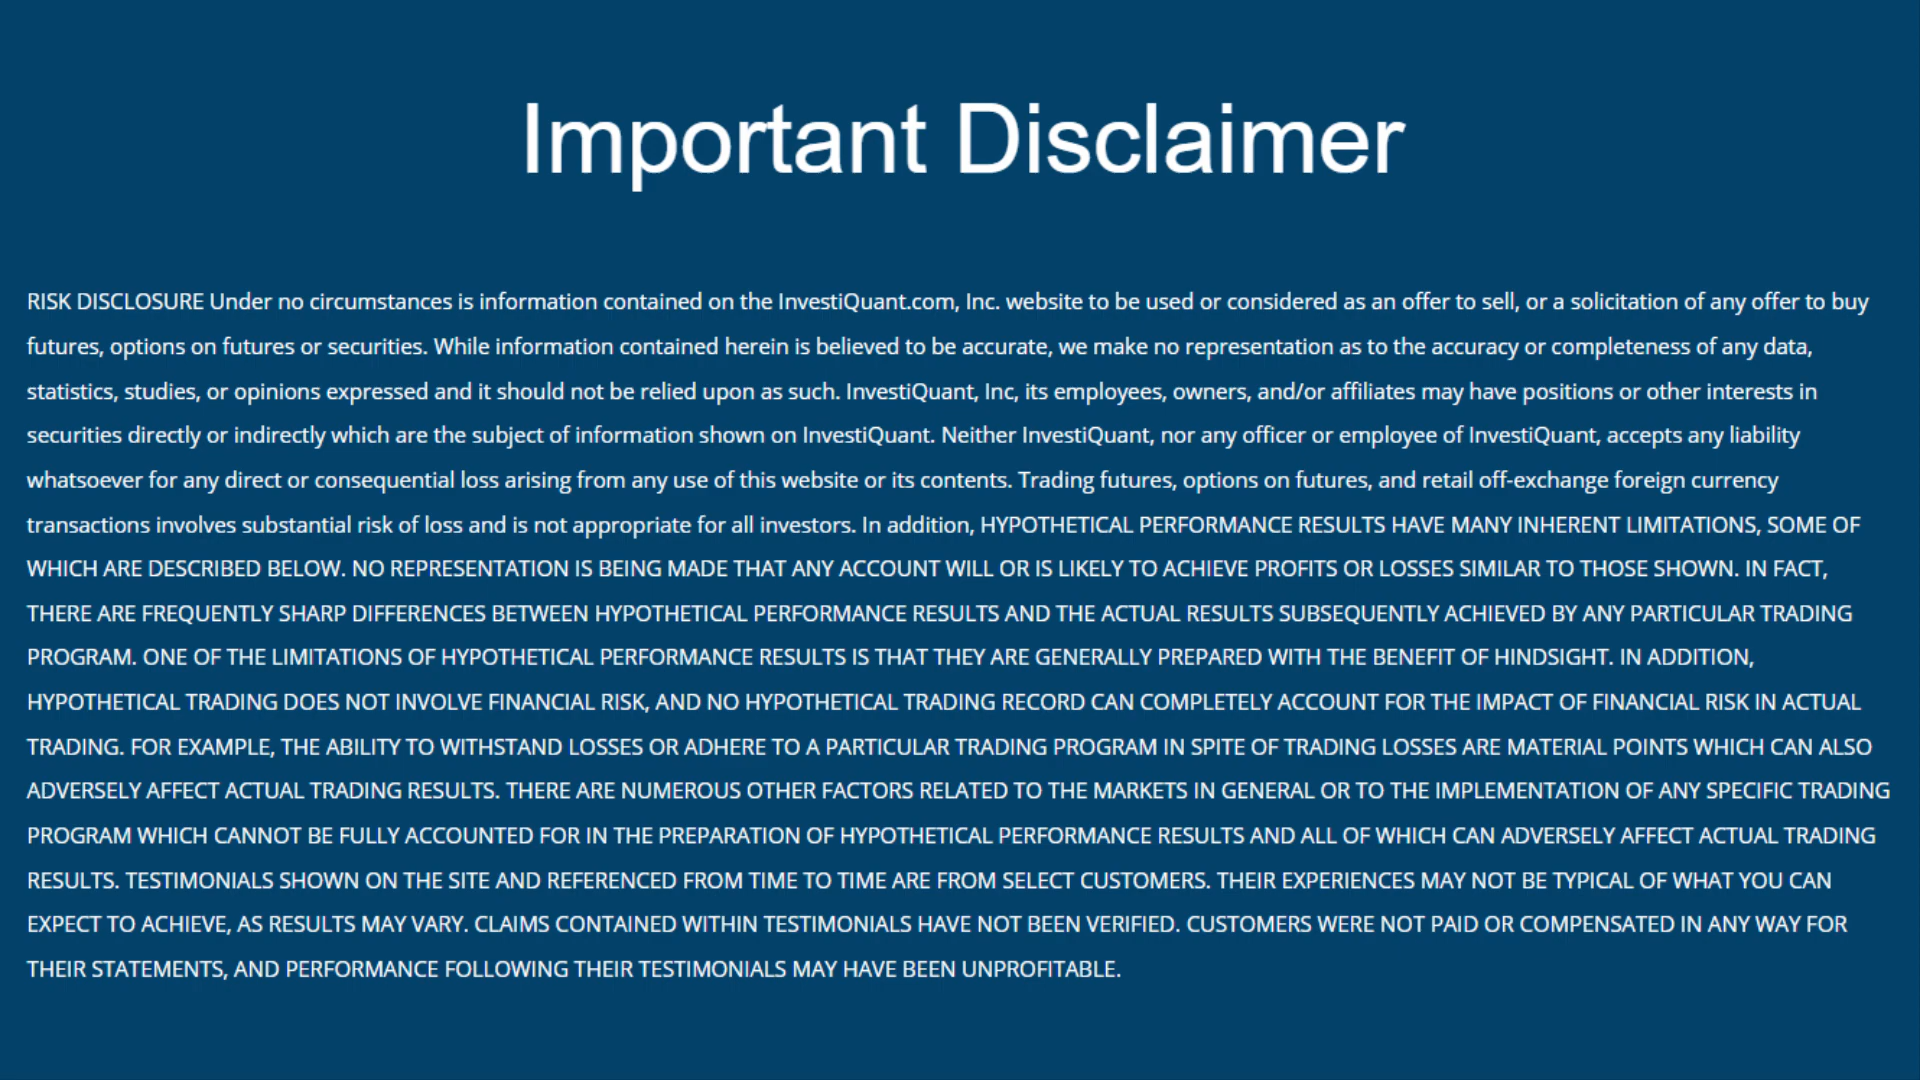 Important Disclaimer
RISK DISCLOSURE Under no circumstances is information contained on the InvestiQuant.com, Inc. website to be used or considered as an offer to sell, or a solicitation of any offer to buy
futures, options on futures or securities. While information contained herein is believed to be accurate, we make no representation as to the accuracy or completeness of any data,
statistics, studies, or opinions expressed and it should not be relied upon as such. InvestiQuant, Inc, its employees, owners, and/or affiliates may have positions or other interests in
securities directly or indirectly which are the subject of information shown on InvestiQuant. Neither InvestiQuant, nor any officer or employee of InvestiQuant, accepts any liability
whatsoever for any direct or consequential loss arising from any use of this website or its contents. Trading futures, options on futures, and retail off-exchange foreign currency
transactions involves substantial risk of loss and is not appropriate for all investors. In addition, HYPOTHETICAL PERFORMANCE RESULTS HAVE MANY INHERENT LIMITATIONS, SOME OF
WHICH ARE DESCRIBED BELOW. NO REPRESENTATION IS BEING MADE THAT ANY ACCOUNT WILL OR IS LIKELY TO ACHIEVE PROFITS OR LOSSES SIMILAR TO THOSE SHOWN. IN FACT,
THERE ARE FREQUENTLY SHARP DIFFERENCES BETWEEN HYPOTHETICAL PERFORMANCE RESULTS AND THE ACTUAL RESULTS SUBSEQUENTLY ACHIEVED BY ANY PARTICULAR TRADING
PROGRAM. ONE OF THE LIMITATIONS OF HYPOTHETICAL PERFORMANCE RESULTS IS THAT THEY ARE GENERALLY PREPARED WITH THE BENEFIT OF HINDSIGHT. IN ADDITION,
HYPOTHETICAL TRADING DOES NOT INVOLVE FINANCIAL RISK, AND NO HYPOTHETICAL TRADING RECORD CAN COMPLETELY ACCOUNT FOR THE IMPACT OF FINANCIAL RISK IN ACTUAL
TRADING. FOR EXAMPLE, THE ABILITY TO WITHSTAND LOSSES OR ADHERE TO A PARTICULAR TRADING PROGRAM IN SPITE OF TRADING LOSSES ARE MATERIAL POINTS WHICH CAN ALSO
ADVERSELY AFFECT ACTUAL TRADING RESULTS. THERE ARE NUMEROUS OTHER FACTORS RELATED TO THE MARKETS IN GENERAL OR TO THE IMPLEMENTATION OF ANY SPECIFIC TRADING
PROGRAM WHICH CANNOT BE FULLY ACCOUNTED FOR IN THE PREPARATION OF HYPOTHETICAL PERFORMANCE RESULTS AND ALL OF WHICH CAN ADVERSELY AFFECT ACTUAL TRADING
RESULTS. TESTIMONIALS SHOWN ON THE SITE AND REFERENCED FROM TIME TO TIME ARE FROM SELECT CUSTOMERS. THEIR EXPERIENCES MAY NOT BE TYPICAL OF WHAT YOU CAN
EXPECT TO ACHIEVE, AS RESULTS MAY VARY. CLAIMS CONTAINED WITHIN TESTIMONIALS HAVE NOT BEEN VERIFIED. CUSTOMERS WERE NOT PAID OR COMPENSATED IN ANY WAY FOR
THEIR STATEMENTS, AND PERFORMANCE FOLLOWING THEIR TESTIMONIALS MAY HAVE BEEN UNPROFITABLE.